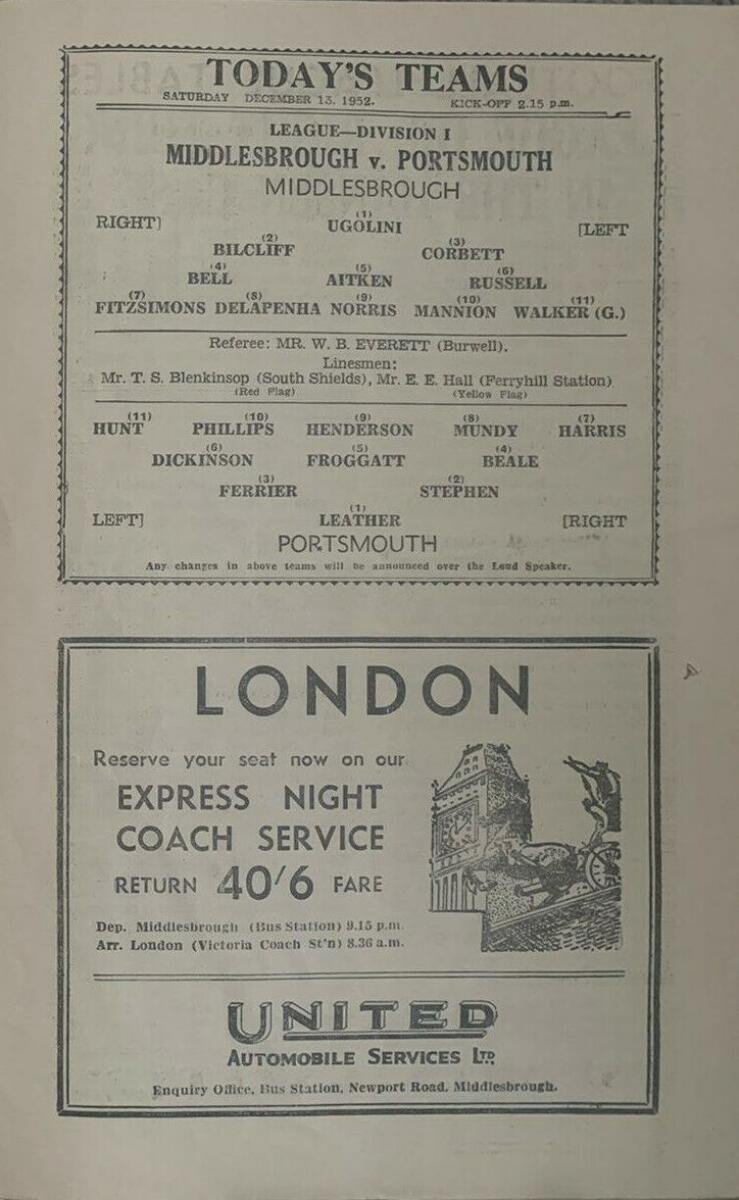 TODAY'S TEAMS
SATURDAY DECEMBER 13. 1952. KICK-OFF 2.15 p.m.
LEAGUE—DIVISION I
MIDDLESBROUGH v. PORTSMOUTH
MIDDLESBROUGH
(1)
RIGHT] UGOLINI [LEFT
(2) (3)
BILCLIFF CORBETT
(4) (5) (6)
BELL AITKEN RUSSELL
(7) (8) (9) (10) (11)
FITZSIMONS DELAPENHA NORRIS MANNION WALKER (G.)
Referee: MR. W. B. EVERETT (Burwell).
Linesmen:
Mr. T. S. Blenkinsop (South Shields), Mr. E. E. Hall (Ferryhill Station)
(Red Flag) (Yellow Flag)
(11) (10) (9) (8) (7)
HUNT PHILLIPS HENDERSON MUNDY HARRIS
(6) (5) (4)
DICKINSON FROGGATT BEALE
(3) (2)
FERRIER STEPHEN
(1)
LEFT] LEATHER [RIGHT
PORTSMOUTH
Any changes in above teams will be announced over the Loud Speaker.
LONDON
Reserve your seat now on our
EXPRESS NIGHT
COACH SERVICE
RETURN 40/6 FARE
Dep. Middlesbrough (Bus Station) 9.15 p.m.
Arr. London (Victoria Coach St'n) 8.36 a.m.
UNITED
AUTOMOBILE SERVICES LTD.
Enquiry Office, Bus Station, Newport Road, Middlesbrough.